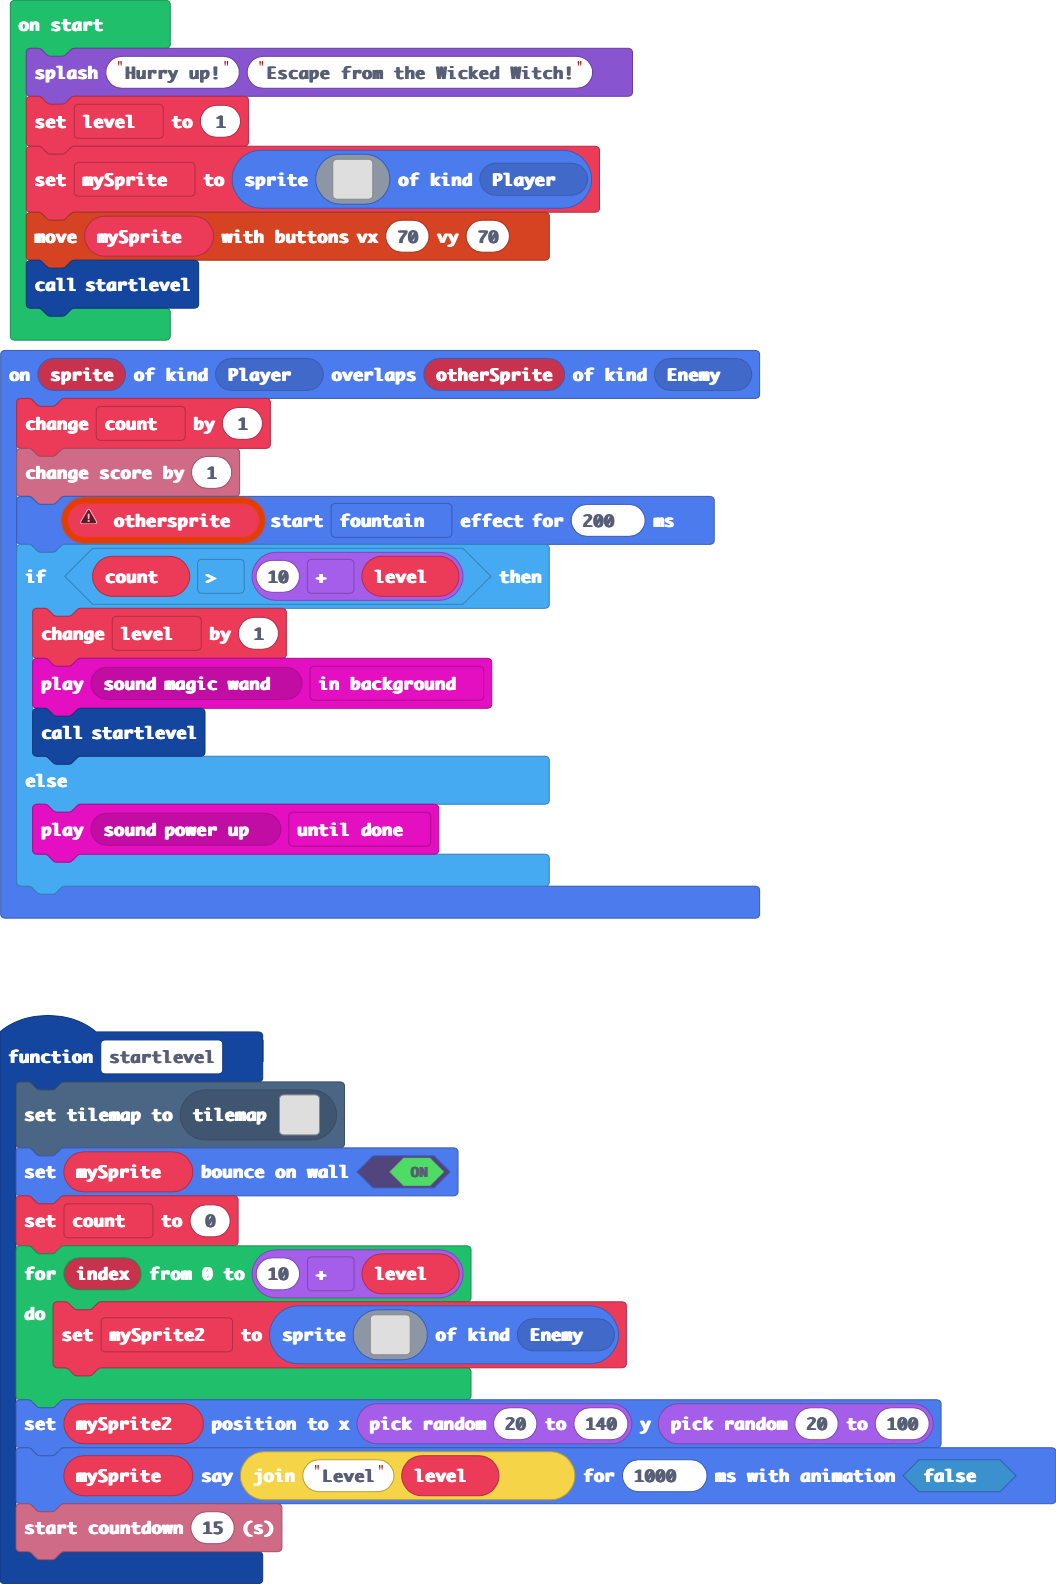 on start
splash "Hurry up!" "Escape from the Wicked Witch!"
set level to 1
set mySprite to sprite of kind Player
move mySprite with buttons vx 70 vy 70
call startlevel
on sprite of kind Player overlaps otherSprite of kind Enemy
change count by 1
change score by 1
othersprite start fountain effect for 200 ms
if count > 10 + level then
change level by 1
play sound magic wand in background
call startlevel
else
play sound power up until done
function startlevel
set tilemap to tilemap
set mySprite bounce on wall ON
set count to 0
for index from 0 to 10 + level
do
set mySprite2 to sprite of kind Enemy
set mySprite2 position to x pick random 20 to 140 y pick random 20 to 100
mySprite say join "Level" level for 1000 ms with animation false
start countdown 15 (s)